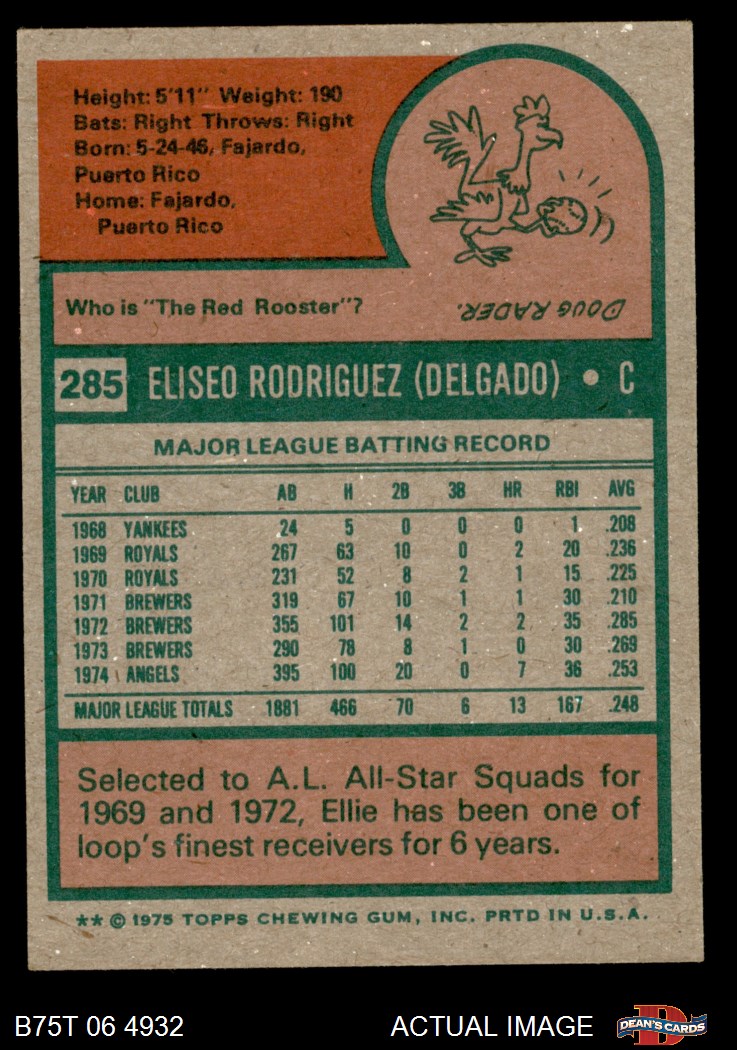 Height: 5'11" Weight: 190
Bats: Right Throws: Right
Born: 5-24-46, Fajardo,
Puerto Rico
Home: Fajardo,
Puerto Rico
Who is "The Red Rooster"?
DOUG RADER.
285 ELISEO RODRIGUEZ (DELGADO) • C
MAJOR LEAGUE BATTING RECORD
YEAR CLUB AB H 2B 3B HR RBI AVG
1968 YANKEES 24 5 0 0 0 1 .208
1969 ROYALS 267 63 10 0 2 20 .236
1970 ROYALS 231 52 8 2 1 15 .225
1971 BREWERS 319 67 10 1 1 30 .210
1972 BREWERS 355 101 14 2 2 35 .285
1973 BREWERS 290 78 8 1 0 30 .269
1974 ANGELS 395 100 20 0 7 36 .253
MAJOR LEAGUE TOTALS 1881 466 70 6 13 167 .248
Selected to A.L. All-Star Squads for
1969 and 1972, Ellie has been one of
loop's finest receivers for 6 years.
** © 1975 TOPPS CHEWING GUM, INC. PRTD IN U.S.A.
B75T 06 4932 ACTUAL IMAGE
D
DEAN'S CARDS